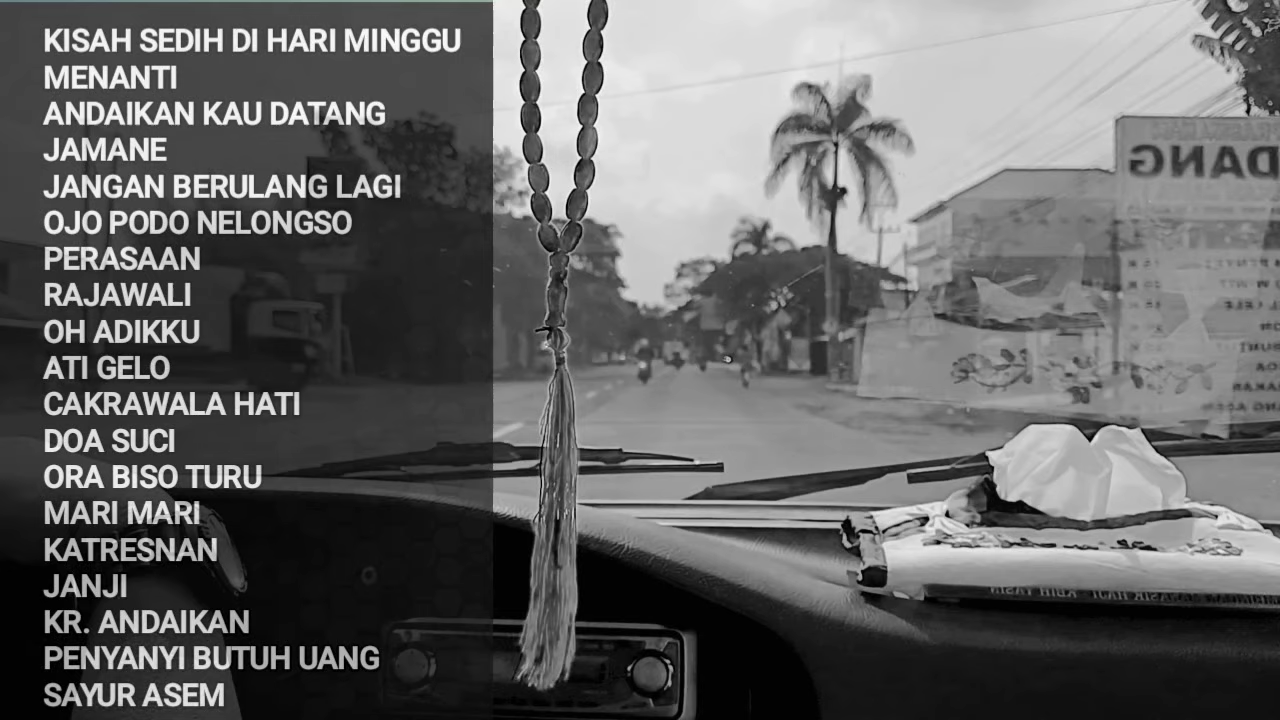 KISAH SEDIH DI HARI MINGGU
MENANTI
ANDAIKAN KAU DATANG
JAMANE
JANGAN BERULANG LAGI
OJO PODO NELONGSO
PERASAAN
RAJAWALI
OH ADIKKU
ATI GELO
CAKRAWALA HATI
DOA SUCI
ORA BISO TURU
MARI MARI
KATRESNAN
JANJI
KR. ANDAIKAN
PENYANYI BUTUH UANG
SAYUR ASEM
DANG